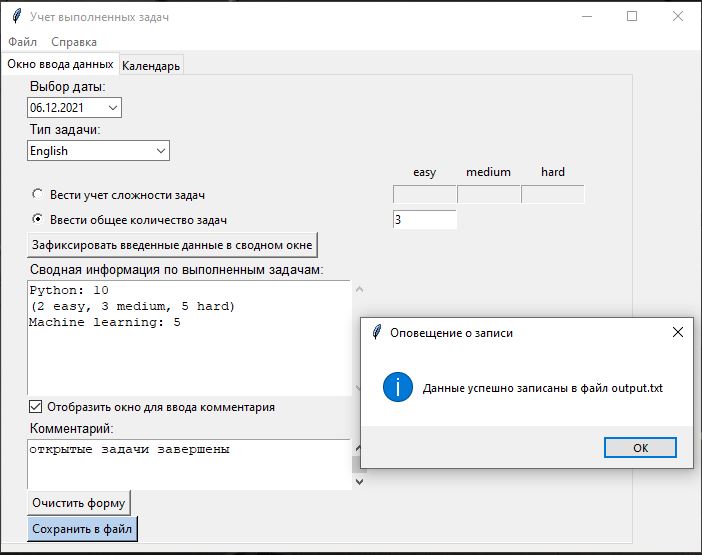 Учет выполненных задач
Файл Справка
Окно ввода данных Календарь
Выбор даты:
06.12.2021
Тип задачи:
English
easy medium hard
Вести учет сложности задач
Ввести общее количество задач 3
Зафиксировать введенные данные в сводном окне
Сводная информация по выполненным задачам:
Python: 10
(2 easy, 3 medium, 5 hard)
Machine learning: 5
Оповещение о записи
Данные успешно записаны в файл output.txt
OK
Отобразить окно для ввода комментария
Комментарий:
открытые задачи завершены
Очистить форму
Сохранить в файл